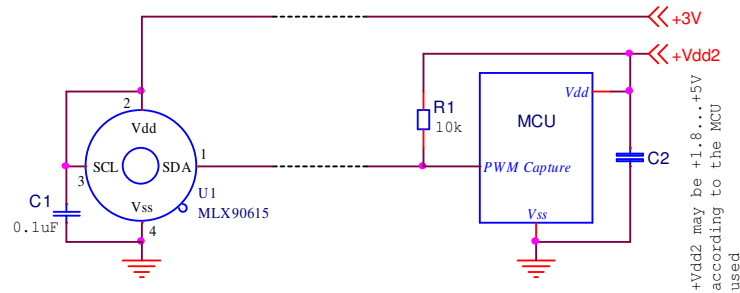 +3V
+Vdd2
2
Vdd
SCL
SDA
1
3
U1
MLX90615
Vss
4
C1
0.1uF
R1
10k
Vdd
MCU
PWM Capture
Vss
C2
+Vdd2 may be +1.8...+5V
according to the MCU
used